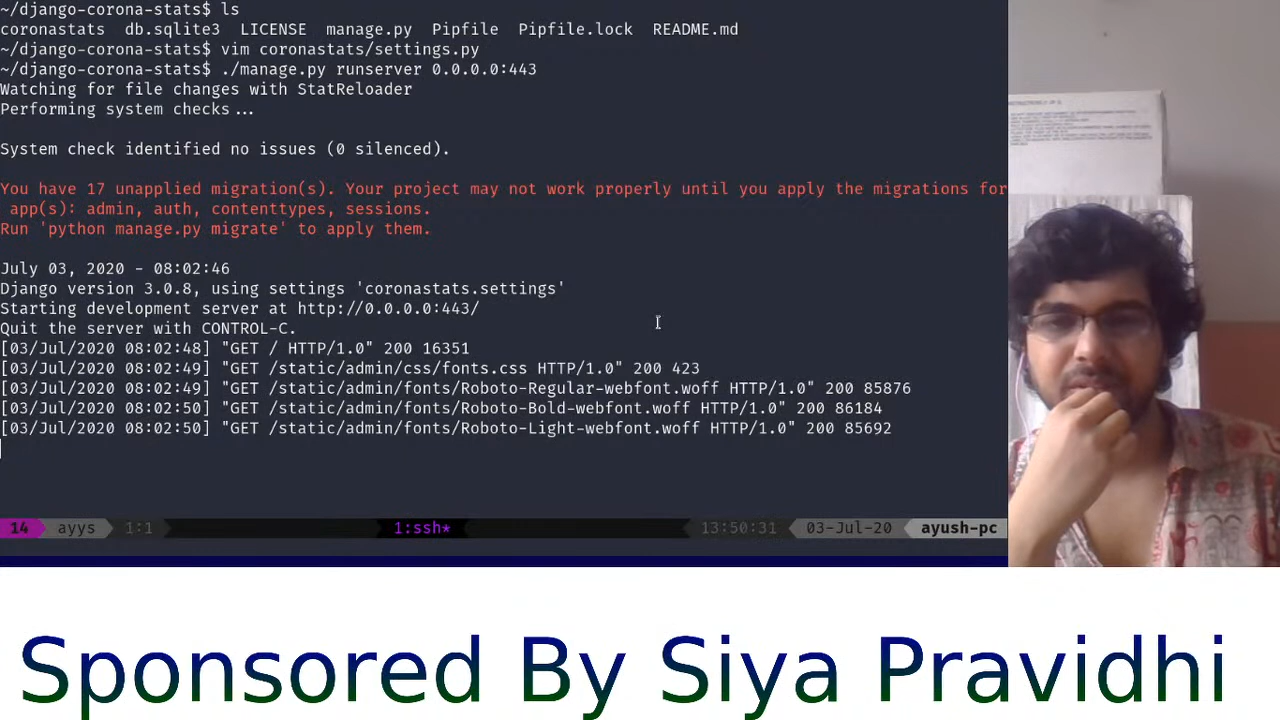 ~/django-corona-stats$ ls
coronastats  db.sqlite3  LICENSE  manage.py  Pipfile  Pipfile.lock  README.md
~/django-corona-stats$ vim coronastats/settings.py
~/django-corona-stats$ ./manage.py runserver 0.0.0.0:443
Watching for file changes with StatReloader
Performing system checks...
System check identified no issues (0 silenced).
You have 17 unapplied migration(s). Your project may not work properly until you apply the migrations for
app(s): admin, auth, contenttypes, sessions.
Run 'python manage.py migrate' to apply them.
July 03, 2020 - 08:02:46
Django version 3.0.8, using settings 'coronastats.settings'
Starting development server at http://0.0.0.0:443/
Quit the server with CONTROL-C.
[03/Jul/2020 08:02:48] "GET / HTTP/1.0" 200 16351
[03/Jul/2020 08:02:49] "GET /static/admin/css/fonts.css HTTP/1.0" 200 423
[03/Jul/2020 08:02:49] "GET /static/admin/fonts/Roboto-Regular-webfont.woff HTTP/1.0" 200 85876
[03/Jul/2020 08:02:50] "GET /static/admin/fonts/Roboto-Bold-webfont.woff HTTP/1.0" 200 86184
[03/Jul/2020 08:02:50] "GET /static/admin/fonts/Roboto-Light-webfont.woff HTTP/1.0" 200 85692
14 ayys 1:1 1:ssh* 13:50:31 03-Jul-20 ayush-pc
Sponsored By Siya Pravidhi